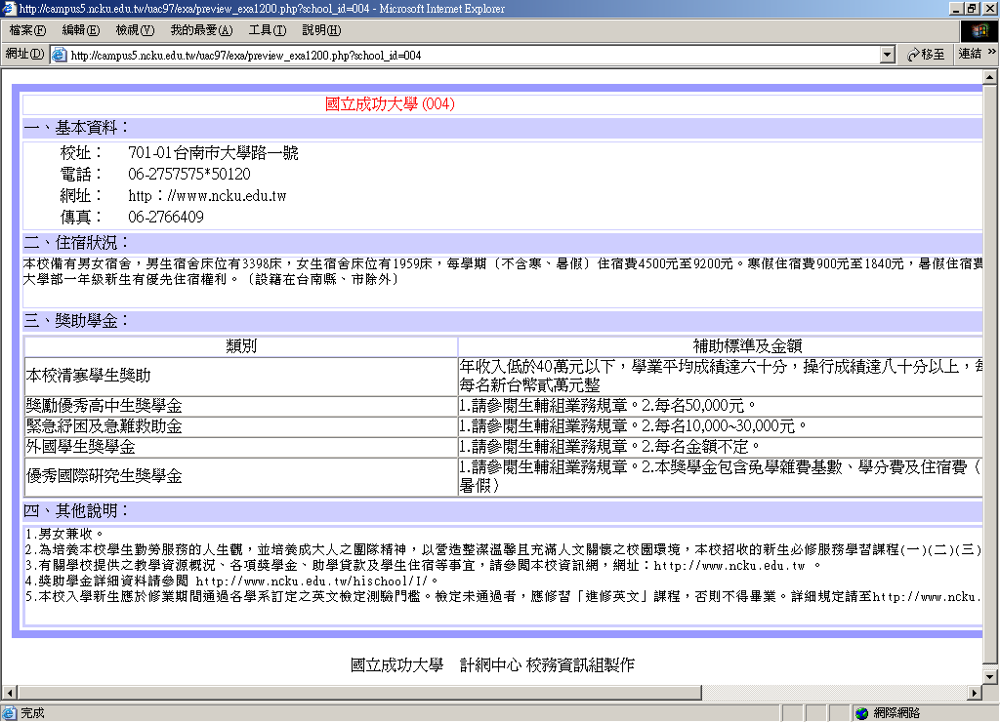 http://campus5.ncku.edu.tw/uac97/exa/preview_exa1200.php?school_id=004 - Microsoft Internet Explorer
檔案(F) 編輯(E) 檢視(V) 我的最愛(A) 工具(T) 說明(H)
網址(D) http://campus5.ncku.edu.tw/uac97/exa/preview_exa1200.php?school_id=004 移至 連結 »
國立成功大學 (004)
一、基本資料：
校址： 701-01台南市大學路一號
電話： 06-2757575*50120
網址： http：//www.ncku.edu.tw
傳真： 06-2766409
二、住宿狀況：
本校備有男女宿舍，男生宿舍床位有3398床，女生宿舍床位有1959床，每學期（不含寒、暑假）住宿費4500元至9200元。寒假住宿費900元至1840元，暑假住宿費
大學部一年級新生有優先住宿權利。（設籍在台南縣、市除外）
三、獎助學金：
類別 補助標準及金額
本校清寒學生獎助 年收入低於40萬元以下，學業平均成績達六十分，操行成績達八十分以上，每
每名新台幣貳萬元整
獎勵優秀高中生獎學金 1.請參閱生輔組業務規章。2.每名50,000元。
緊急紓困及急難救助金 1.請參閱生輔組業務規章。2.每名10,000~30,000元。
外國學生獎學金 1.請參閱生輔組業務規章。2.每名金額不定。
優秀國際研究生獎學金 1.請參閱生輔組業務規章。2.本獎學金包含免學雜費基數、學分費及住宿費（
暑假）
四、其他說明：
1.男女兼收。
2.為培養本校學生勤勞服務的人生觀，並培養成大人之團隊精神，以營造整潔溫馨且充滿人文關懷之校園環境，本校招收的新生必修服務學習課程(一)(二)(三)
3.有關學校提供之教學資源概況、各項獎學金、助學貸款及學生住宿等事宜，請參閱本校資訊網，網址：http://www.ncku.edu.tw 。
4.獎助學金詳細資料請參閱 http://www.ncku.edu.tw/hischool/I/。
5.本校入學新生應於修業期間通過各學系訂定之英文檢定測驗門檻。檢定未通過者，應修習「進修英文」課程，否則不得畢業。詳細規定請至http://www.ncku.
國立成功大學 計網中心 校務資訊組製作
完成 網際網路